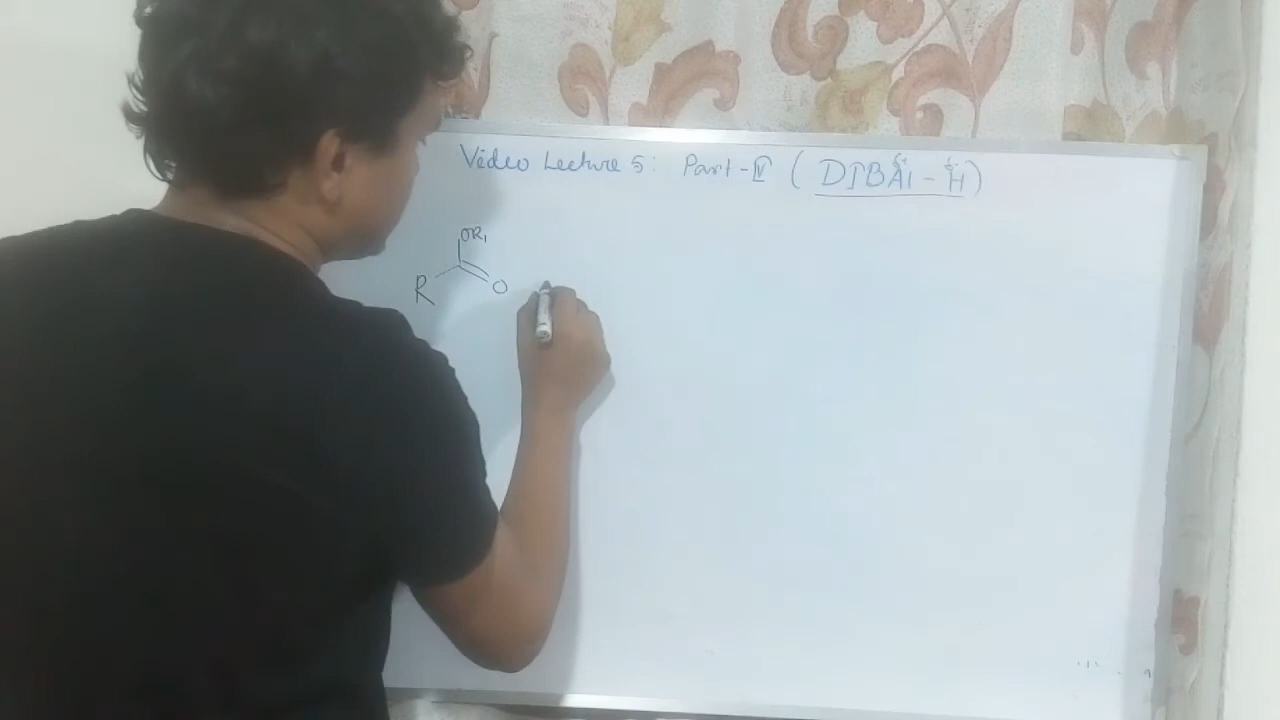 Video Lecture 5: Part-IV (DIBAl-H)
δ+ δ-
OR₁
R O